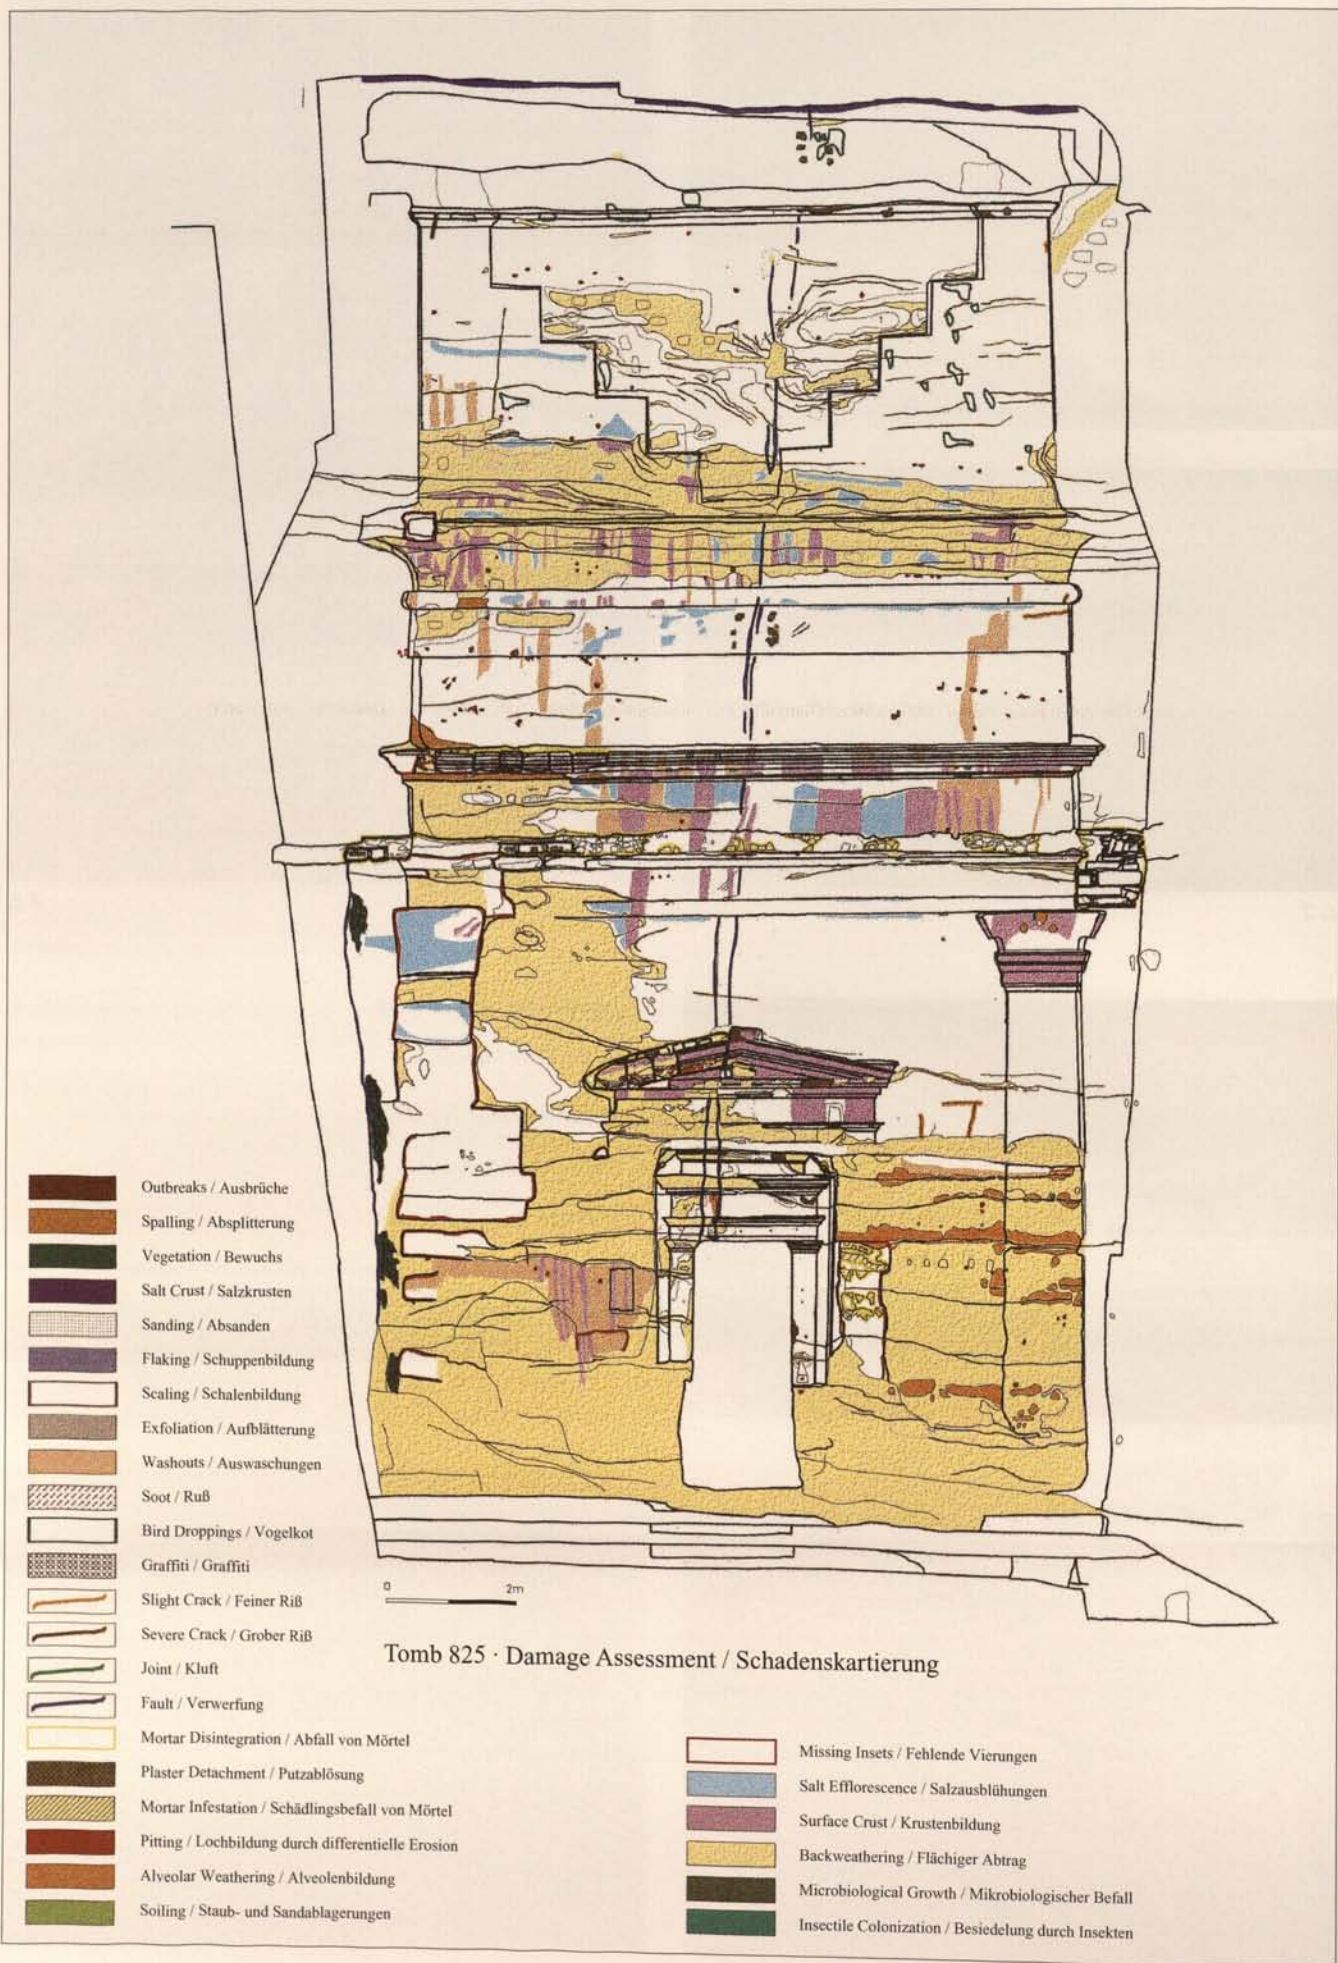 Outbreaks / Ausbrüche
Spalling / Absplitterung
Vegetation / Bewuchs
Salt Crust / Salzkrusten
Sanding / Absanden
Flaking / Schuppenbildung
Scaling / Schalenbildung
Exfoliation / Aufblätterung
Washouts / Auswaschungen
Soot / Ruß
Bird Droppings / Vogelkot
Graffiti / Graffiti
Slight Crack / Feiner Riß
Severe Crack / Grober Riß
Joint / Kluft
Fault / Verwerfung
Mortar Disintegration / Abfall von Mörtel
Plaster Detachment / Putzablösung
Mortar Infestation / Schädlingsbefall von Mörtel
Pitting / Lochbildung durch differentielle Erosion
Alveolar Weathering / Alveolenbildung
Soiling / Staub- und Sandablagerungen
0 2m
Tomb 825 · Damage Assessment / Schadenskartierung
Missing Insets / Fehlende Vierungen
Salt Efflorescence / Salzausblühungen
Surface Crust / Krustenbildung
Backweathering / Flächiger Abtrag
Microbiological Growth / Mikrobiologischer Befall
Insectile Colonization / Besiedelung durch Insekten